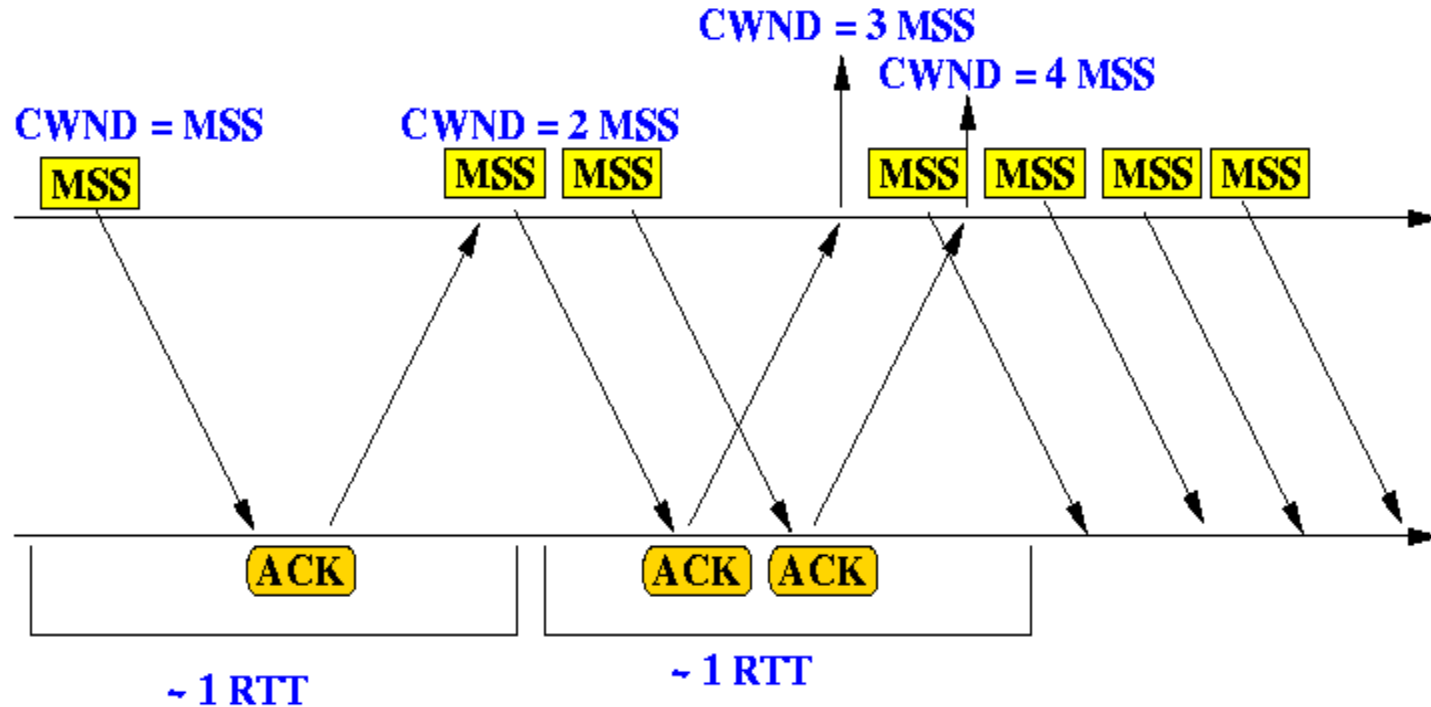 CWND = 3 MSS
CWND = 4 MSS
CWND = MSS
CWND = 2 MSS
MSS
MSS
MSS
MSS
MSS
MSS
MSS
ACK
ACK
ACK
~ 1 RTT
~ 1 RTT